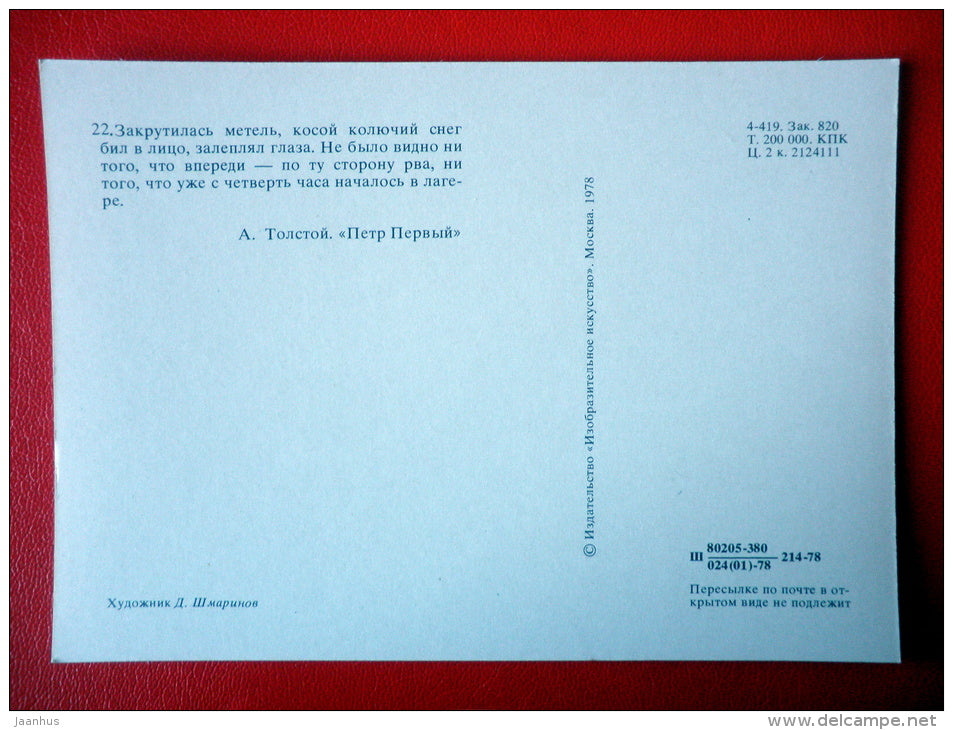 22.Закрутилась метель, косой колючий снег
бил в лицо, залеплял глаза. Не было видно ни
того, что впереди — по ту сторону рва, ни
того, что уже с четверть часа началось в лаге-
ре.
А. Толстой. «Петр Первый»
Художник Д. Шмаринов
© Издательство «Изобразительное искусство». Москва. 1978
4-419. Зак. 820
Т. 200 000. КПК
Ц. 2 к. 2124111
Ш 80205-380 214-78
024(01)-78
Пересылке по почте в от-
крытом виде не подлежит
jaanhus
www.delcampe.net